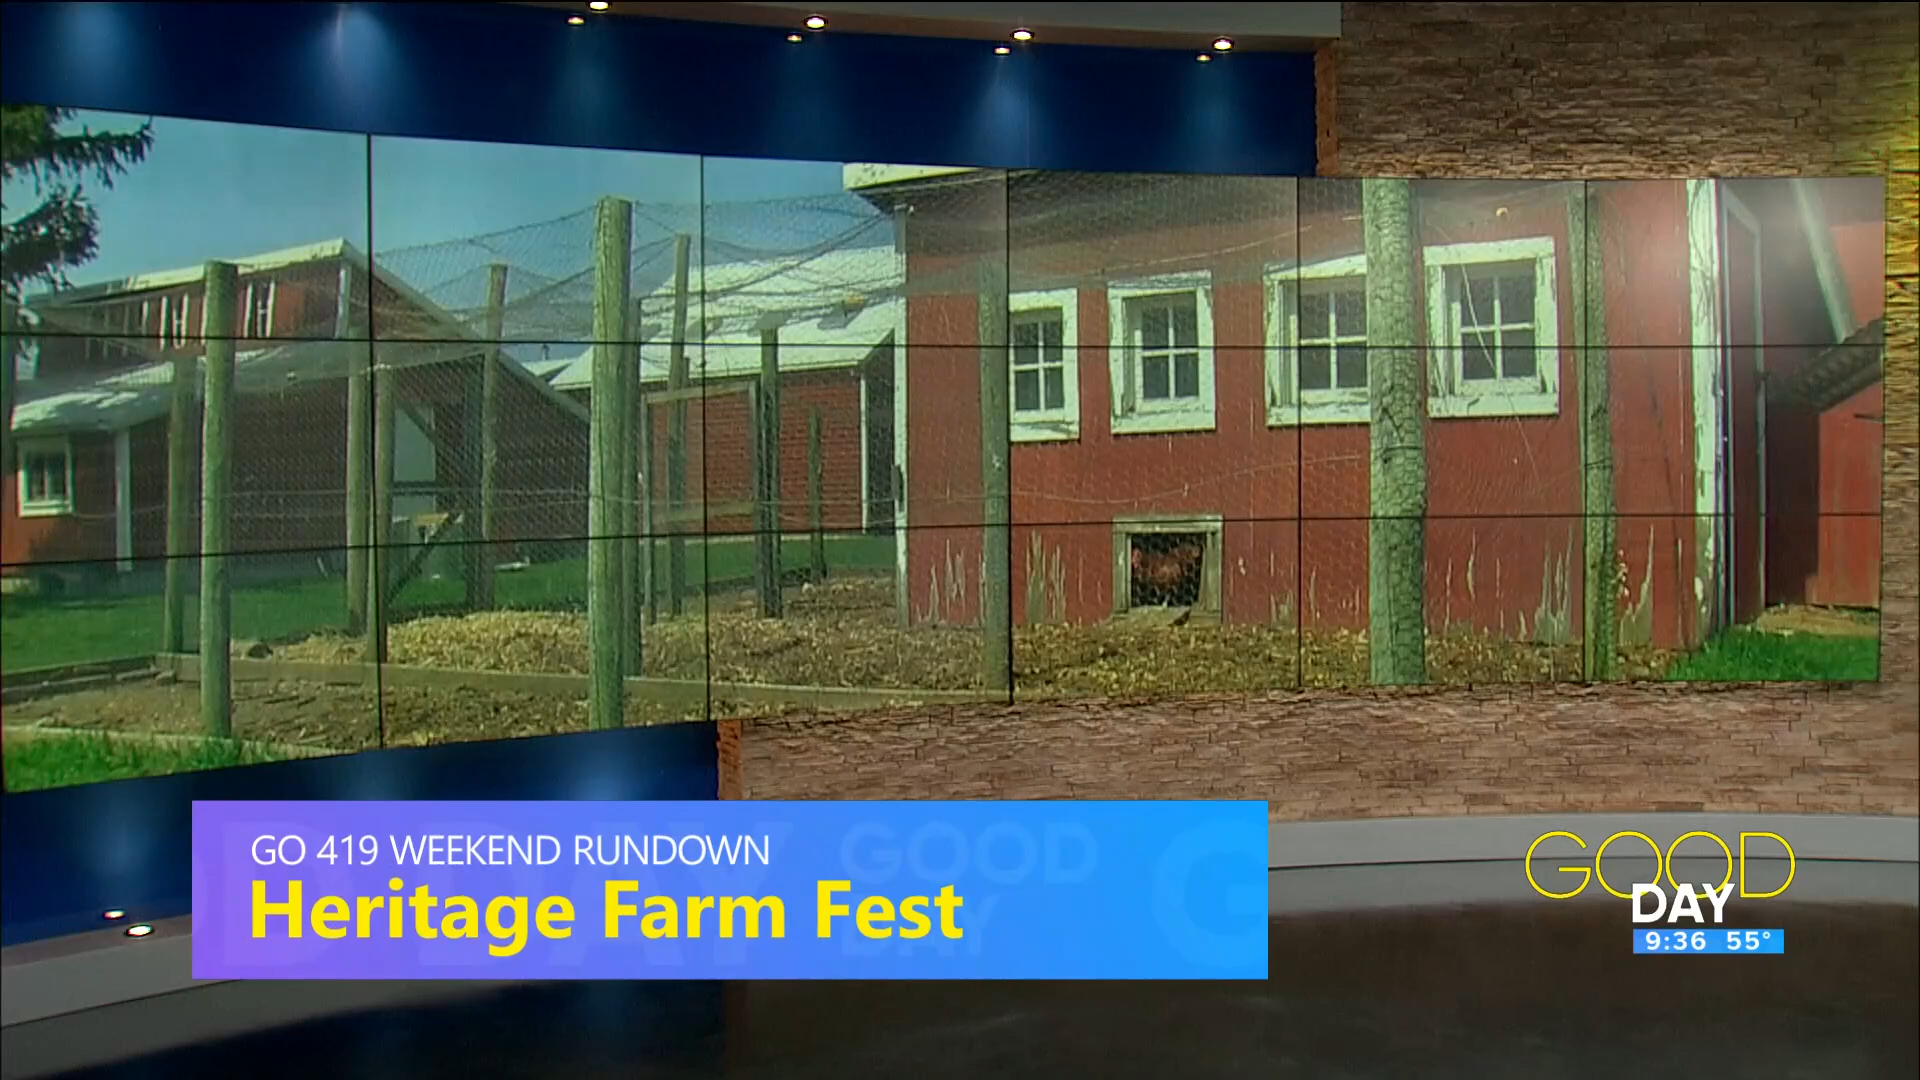 GO 419 WEEKEND RUNDOWN
Heritage Farm Fest
GOOD
DAY
9:36 55°